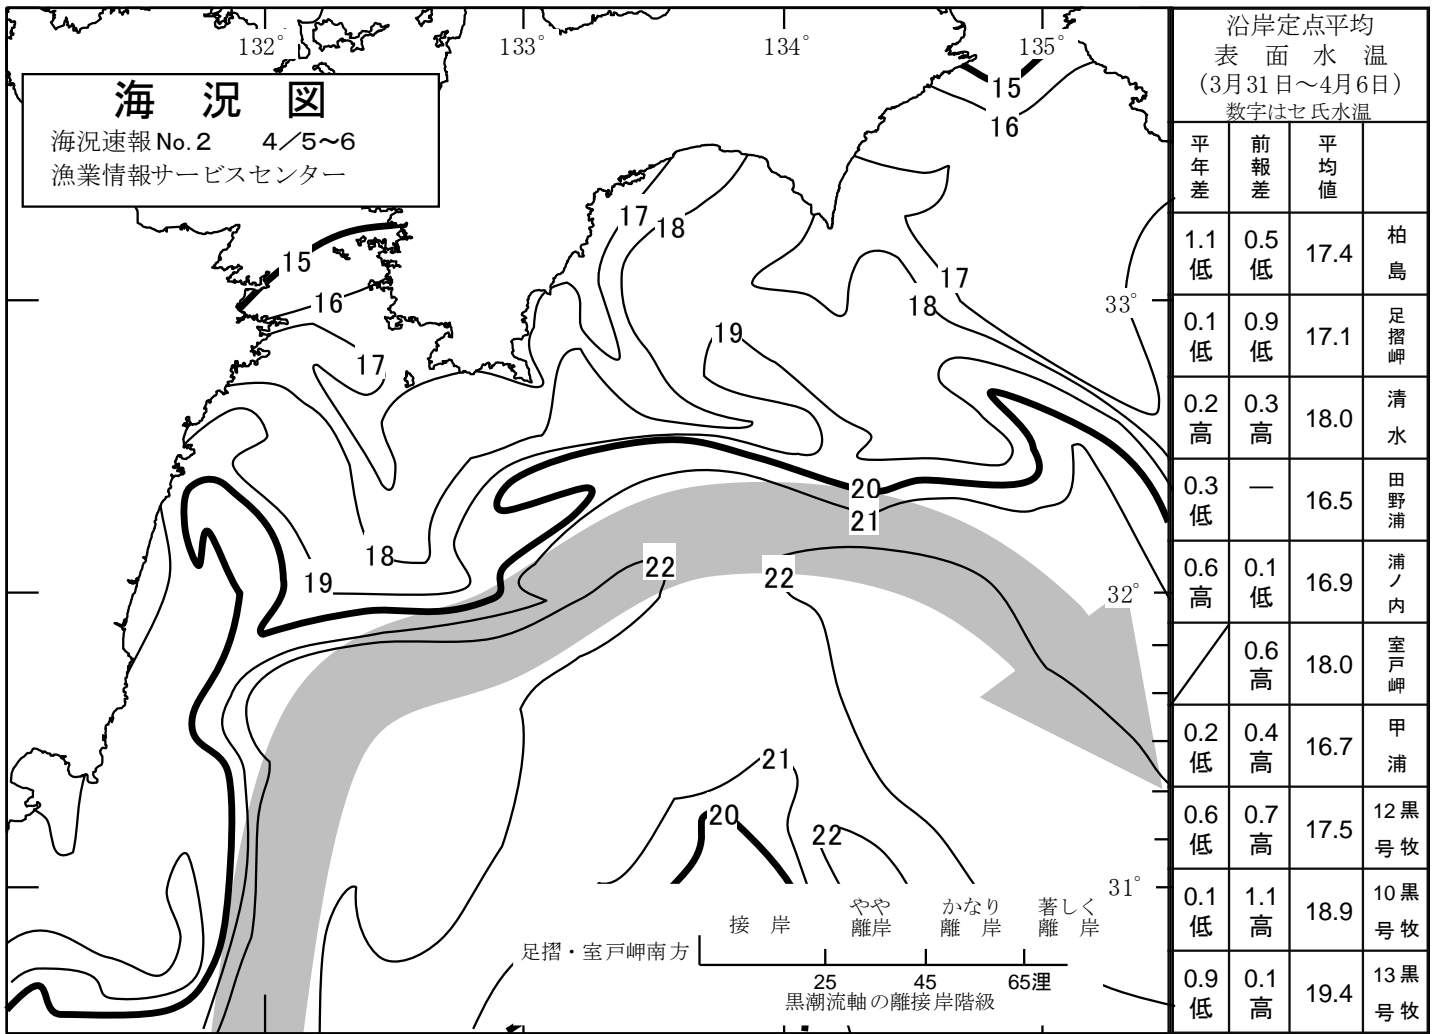 海況図
海況速報No.2 4/5~6
漁業情報サービスセンター
132°
133°
134°
135°
33°
32°
31°
15
16
17
18
15
16
17
17
18
19
18
19
20
21
22
22
21
20
22
18
19
接岸
やや離岸
かなり離岸
著しく離岸
足摺・室戸岬南方
25 45 65浬
黒潮流軸の離接岸階級
沿岸定点平均
表面水温
(3月31日~4月6日)
数字はセ氏水温
平年差 前報差 平均値
1.1低 0.5低 17.4 柏島
0.1低 0.9低 17.1 足摺岬
0.2高 0.3高 18.0 清水
0.3低 — 16.5 田野浦
0.6高 0.1低 16.9 浦ノ内
0.6高 18.0 室戸岬
0.2低 0.4高 16.7 甲浦
0.6低 0.7高 17.5 黒牧12号
0.1低 1.1高 18.9 黒牧10号
0.9低 0.1高 19.4 黒牧13号